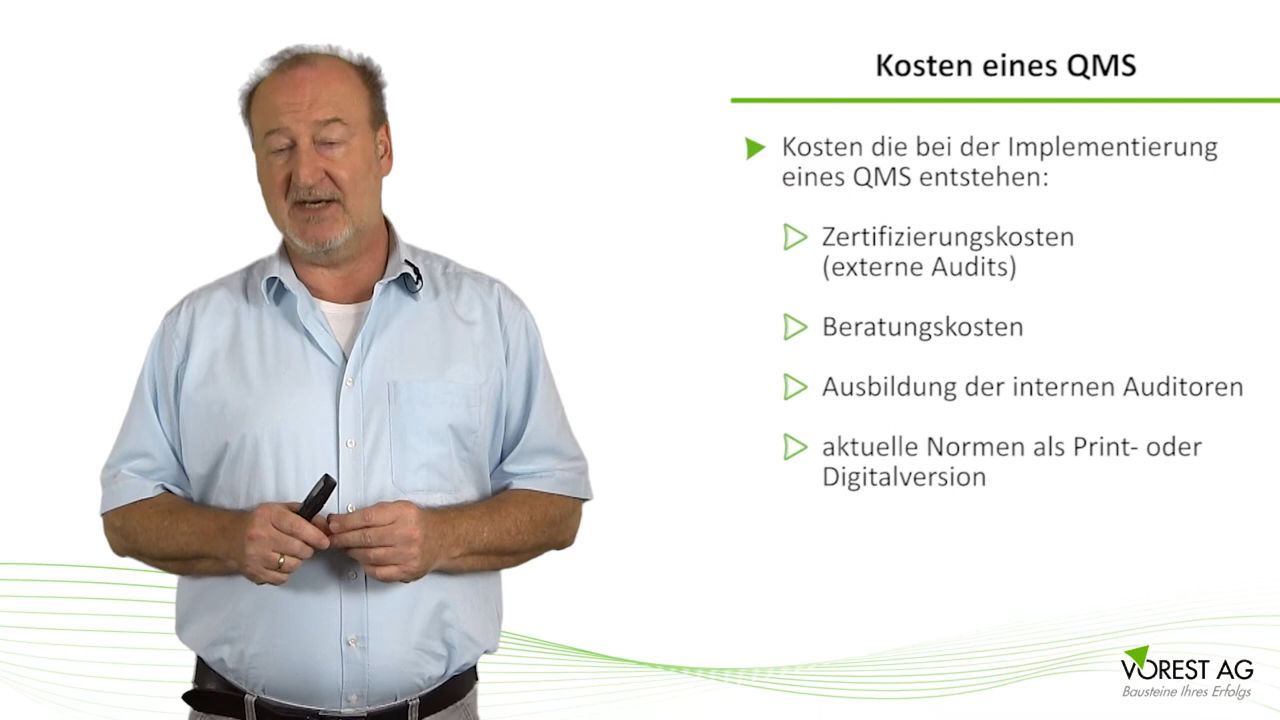 Kosten eines QMS
Kosten die bei der Implementierung
eines QMS entstehen:
Zertifizierungskosten
(externe Audits)
Beratungskosten
Ausbildung der internen Auditoren
aktuelle Normen als Print- oder
Digitalversion
VOREST AG
Bausteine Ihres Erfolgs